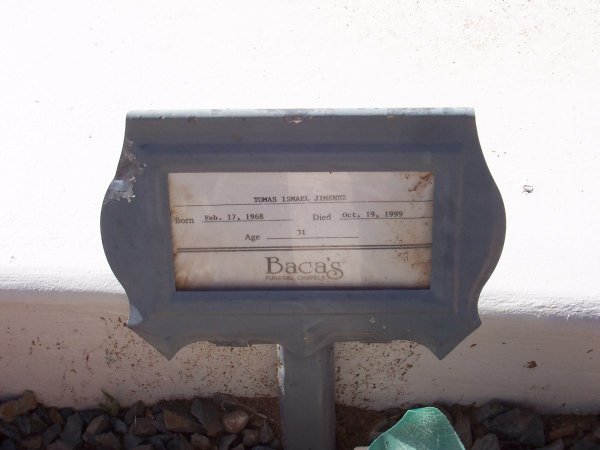 TOMAS ISMAEL JIMENEZ
Born Feb. 17, 1968 Died Oct. 19, 1999
Age 31
Baca's
FUNERAL CHAPELS